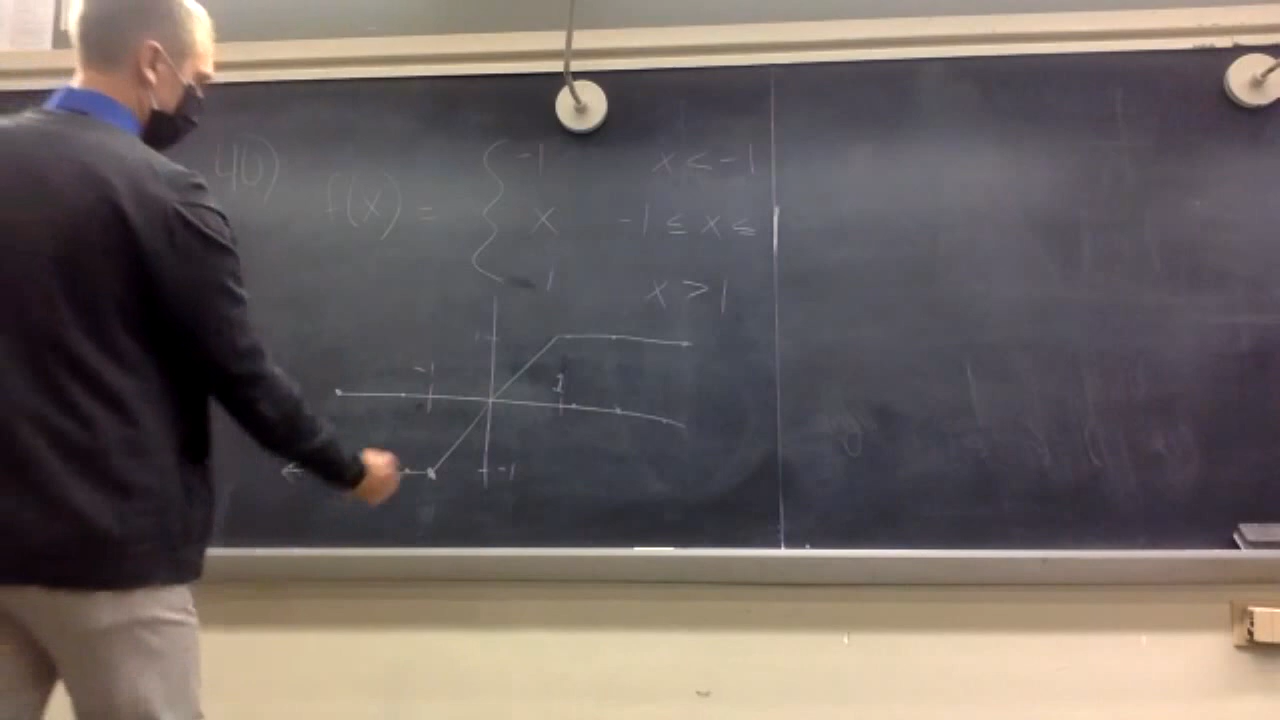 40)
f(x) = { -1 x < -1
x -1 ≤ x ≤
1 x > 1
1
-1 1
-1